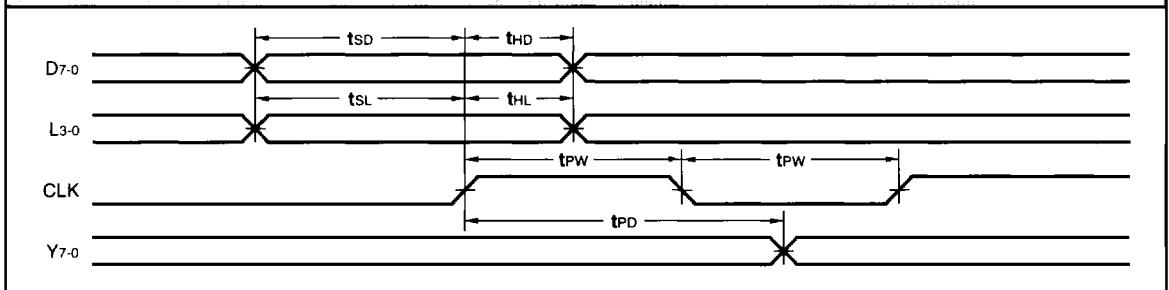 tSD tHD
D7-0
tSL tHL
L3-0
tPW tPW
CLK
tPD
Y7-0